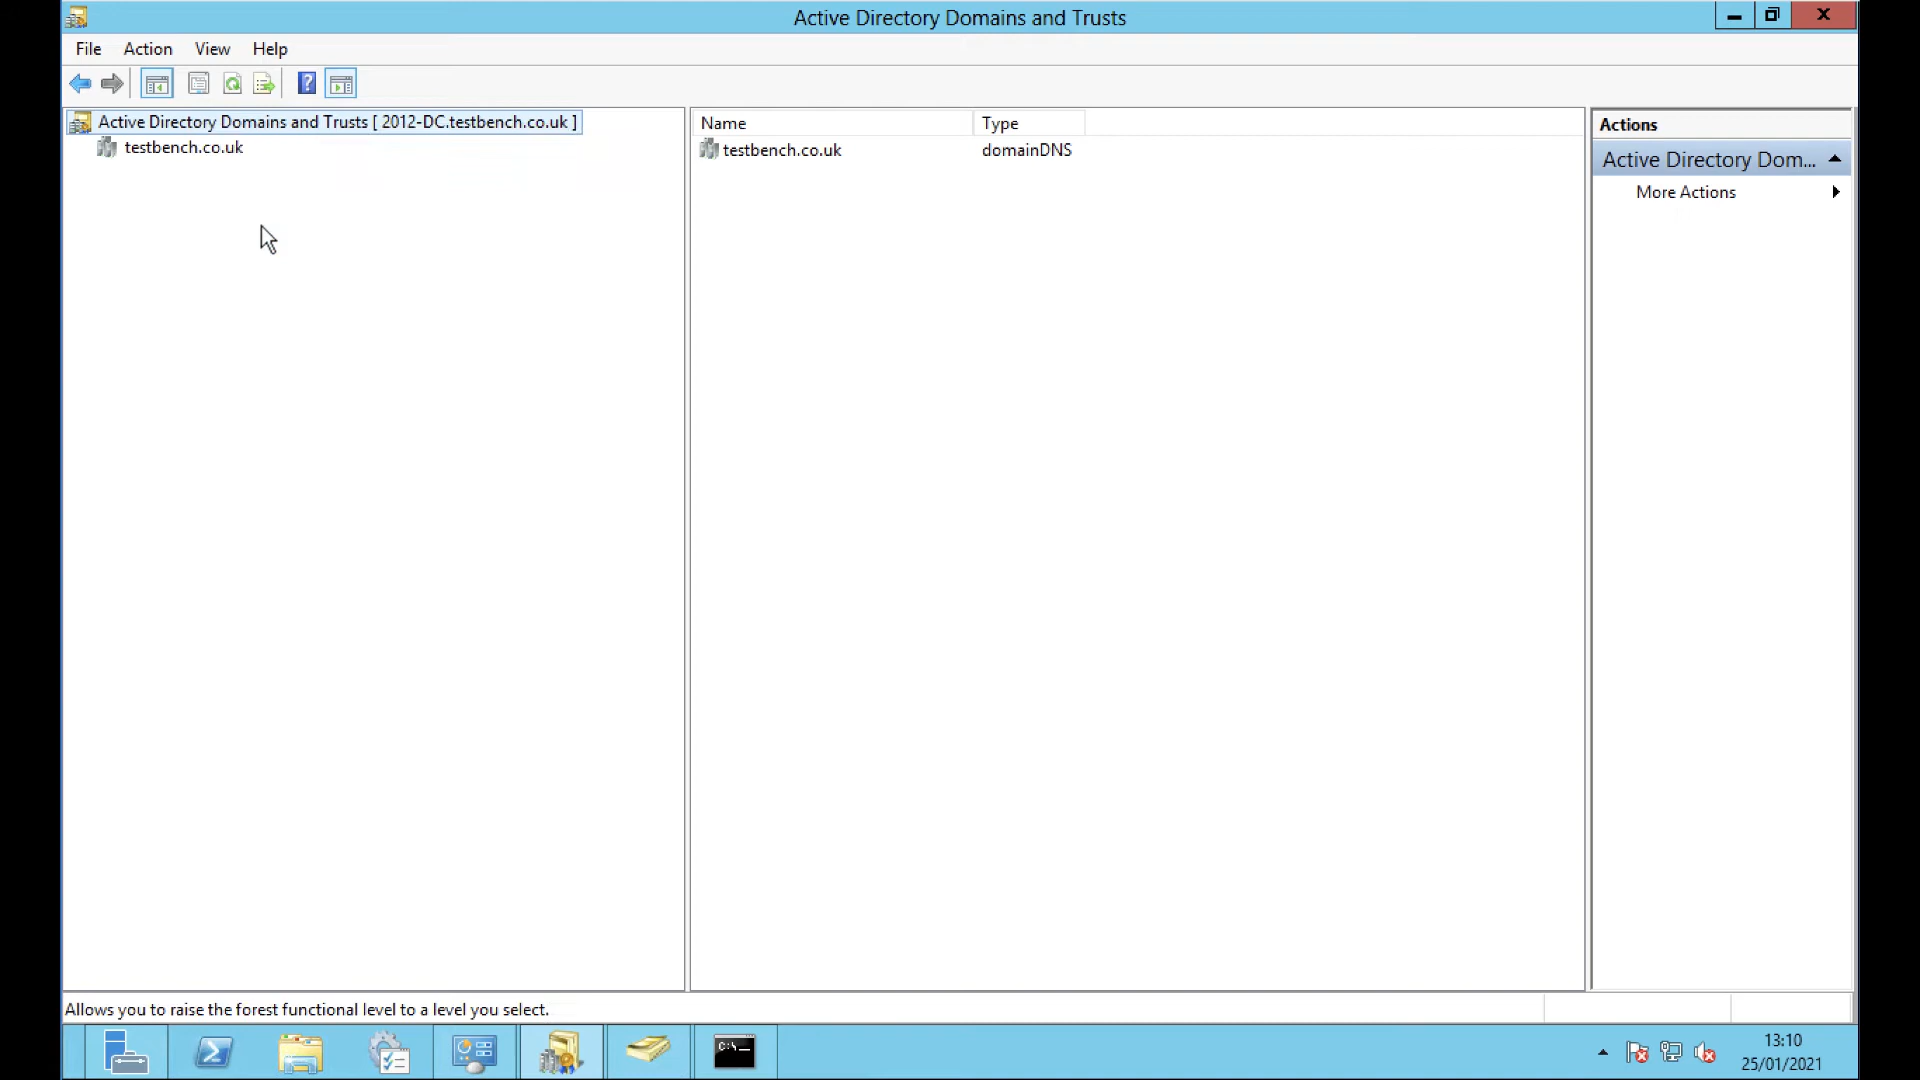 Active Directory Domains and Trusts
File Action View Help
Active Directory Domains and Trusts [ 2012-DC.testbench.co.uk ]
testbench.co.uk
Name Type
testbench.co.uk domainDNS
Actions
Active Directory Dom...
More Actions
Allows you to raise the forest functional level to a level you select.
C:\
13:10
25/01/2021